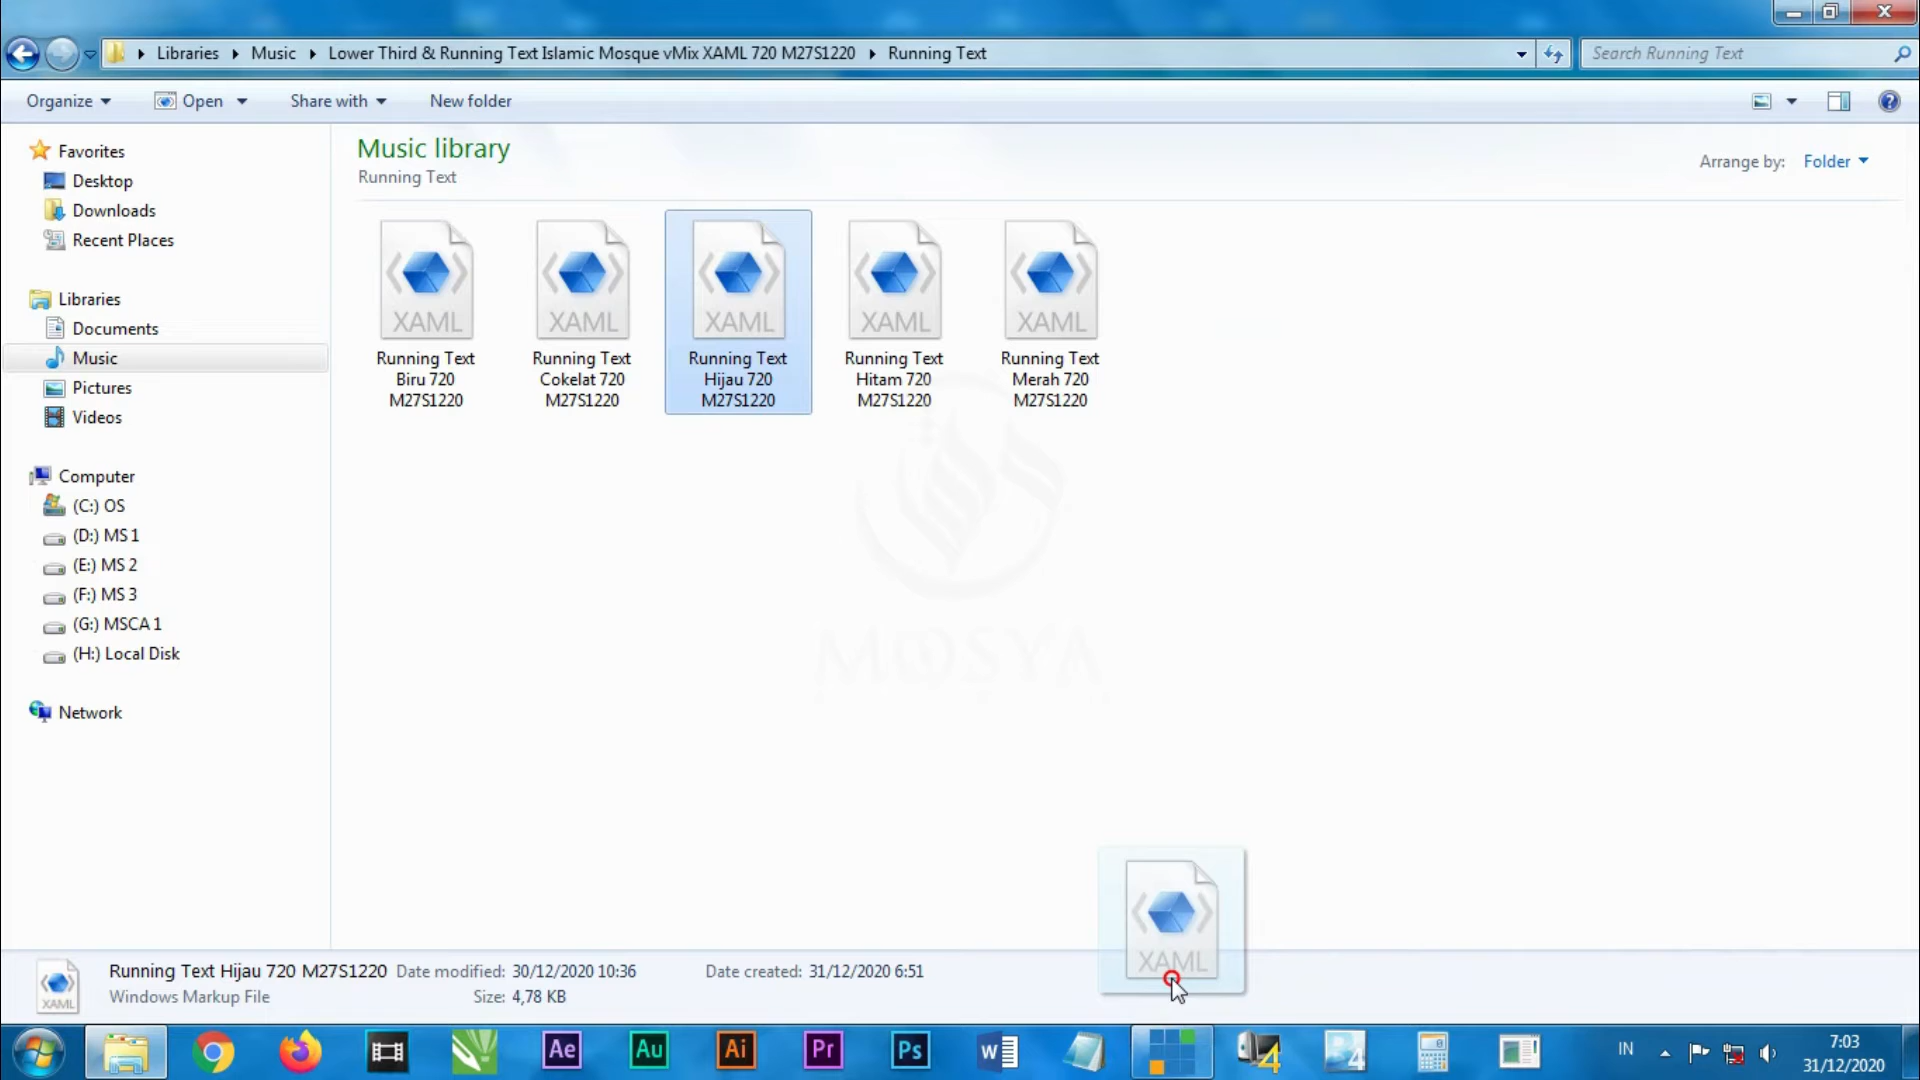 Libraries Music Lower Third & Running Text Islamic Mosque vMix XAML 720 M27S1220 Running Text
Search Running Text
Organize Open Share with New folder
Favorites
Desktop
Downloads
Recent Places
Libraries
Documents
Music
Pictures
Videos
Computer
(C:) OS
(D:) MS 1
(E:) MS 2
(F:) MS 3
(G:) MSCA 1
(H:) Local Disk
Network
Music library
Running Text
Arrange by: Folder
XAML
Running Text
Biru 720
M27S1220
XAML
Running Text
Cokelat 720
M27S1220
XAML
Running Text
Hijau 720
M27S1220
XAML
Running Text
Hitam 720
M27S1220
XAML
Running Text
Merah 720
M27S1220
MOSYA
XAML
XAML
Running Text Hijau 720 M27S1220 Date modified: 30/12/2020 10:36 Date created: 31/12/2020 6:51
Windows Markup File Size: 4,78 KB
Ae Au Ai Pr Ps W 4 4
IN
7:03
31/12/2020